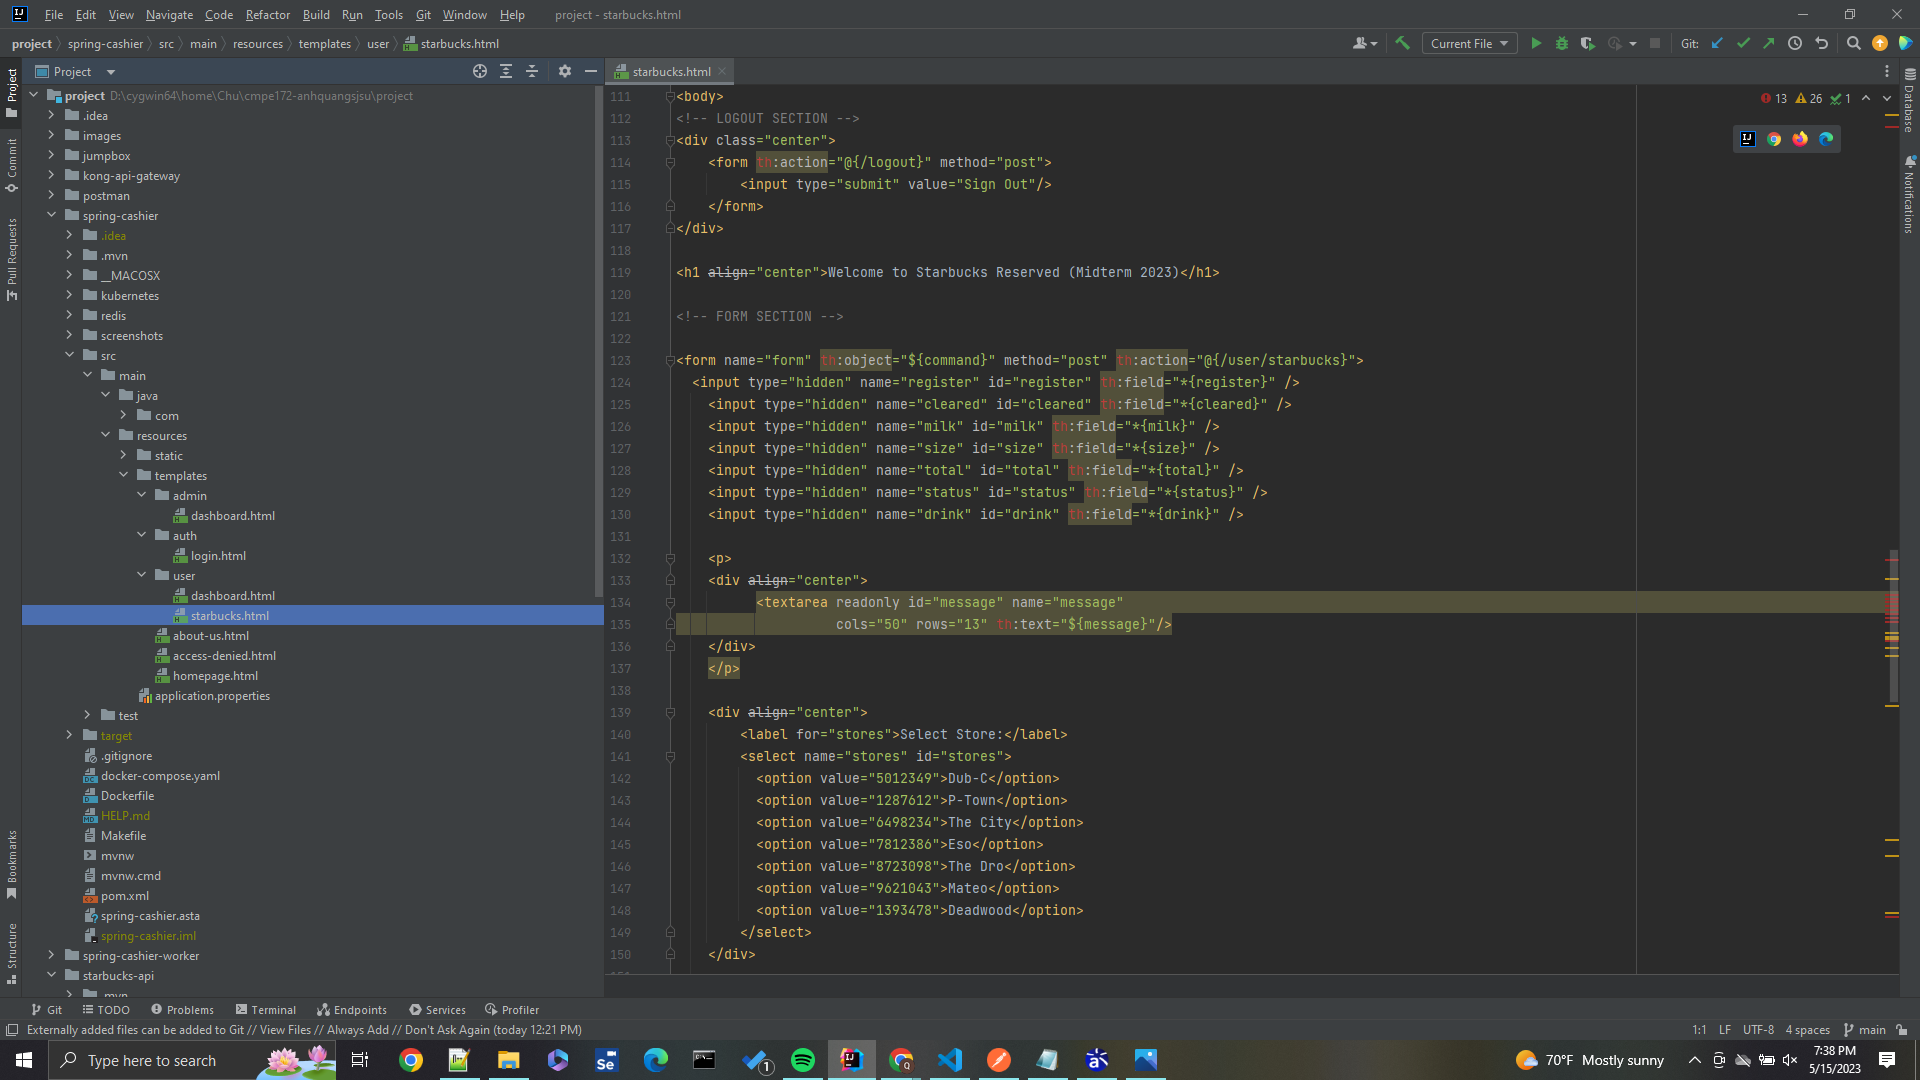 File Edit View Navigate Code Refactor Build Run Tools Git Window Help project - starbucks.html
project spring-cashier src main resources templates user starbucks.html Current File Git:
Project starbucks.html
project D:\cygwin64\home\Chu\cmpe172-anhquangsjsu\project
.idea
images
jumpbox
kong-api-gateway
postman
spring-cashier
.idea
.mvn
__MACOSX
kubernetes
redis
screenshots
src
main
java
com
resources
static
templates
admin
dashboard.html
auth
login.html
user
dashboard.html
starbucks.html
about-us.html
access-denied.html
homepage.html
application.properties
test
target
.gitignore
docker-compose.yaml
Dockerfile
HELP.md
Makefile
mvnw
mvnw.cmd
pom.xml
spring-cashier.asta
spring-cashier.iml
spring-cashier-worker
starbucks-api
.mvn
Project
Commit
Pull Requests
Bookmarks
Structure
13 26 1
111 <body>
112 <!-- LOGOUT SECTION -->
113 <div class="center">
114 <form th:action="@{/logout}" method="post">
115 <input type="submit" value="Sign Out"/>
116 </form>
117 </div>
118
119 <h1 align="center">Welcome to Starbucks Reserved (Midterm 2023)</h1>
120
121 <!-- FORM SECTION -->
122
123 <form name="form" th:object="${command}" method="post" th:action="@{/user/starbucks}">
124 <input type="hidden" name="register" id="register" th:field="*{register}" />
125 <input type="hidden" name="cleared" id="cleared" th:field="*{cleared}" />
126 <input type="hidden" name="milk" id="milk" th:field="*{milk}" />
127 <input type="hidden" name="size" id="size" th:field="*{size}" />
128 <input type="hidden" name="total" id="total" th:field="*{total}" />
129 <input type="hidden" name="status" id="status" th:field="*{status}" />
130 <input type="hidden" name="drink" id="drink" th:field="*{drink}" />
131
132 <p>
133 <div align="center">
134 <textarea readonly id="message" name="message"
135 cols="50" rows="13" th:text="${message}"/>
136 </div>
137 </p>
138
139 <div align="center">
140 <label for="stores">Select Store:</label>
141 <select name="stores" id="stores">
142 <option value="5012349">Dub-C</option>
143 <option value="1287612">P-Town</option>
144 <option value="6498234">The City</option>
145 <option value="7812386">Eso</option>
146 <option value="8723098">The Dro</option>
147 <option value="9621043">Mateo</option>
148 <option value="1393478">Deadwood</option>
149 </select>
150 </div>
Database
Notifications
Git TODO Problems Terminal Endpoints Services Profiler
Externally added files can be added to Git // View Files // Always Add // Don't Ask Again (today 12:21 PM) 1:1 LF UTF-8 4 spaces main
Type here to search Se 1 70°F Mostly sunny 7:38 PM
5/15/2023